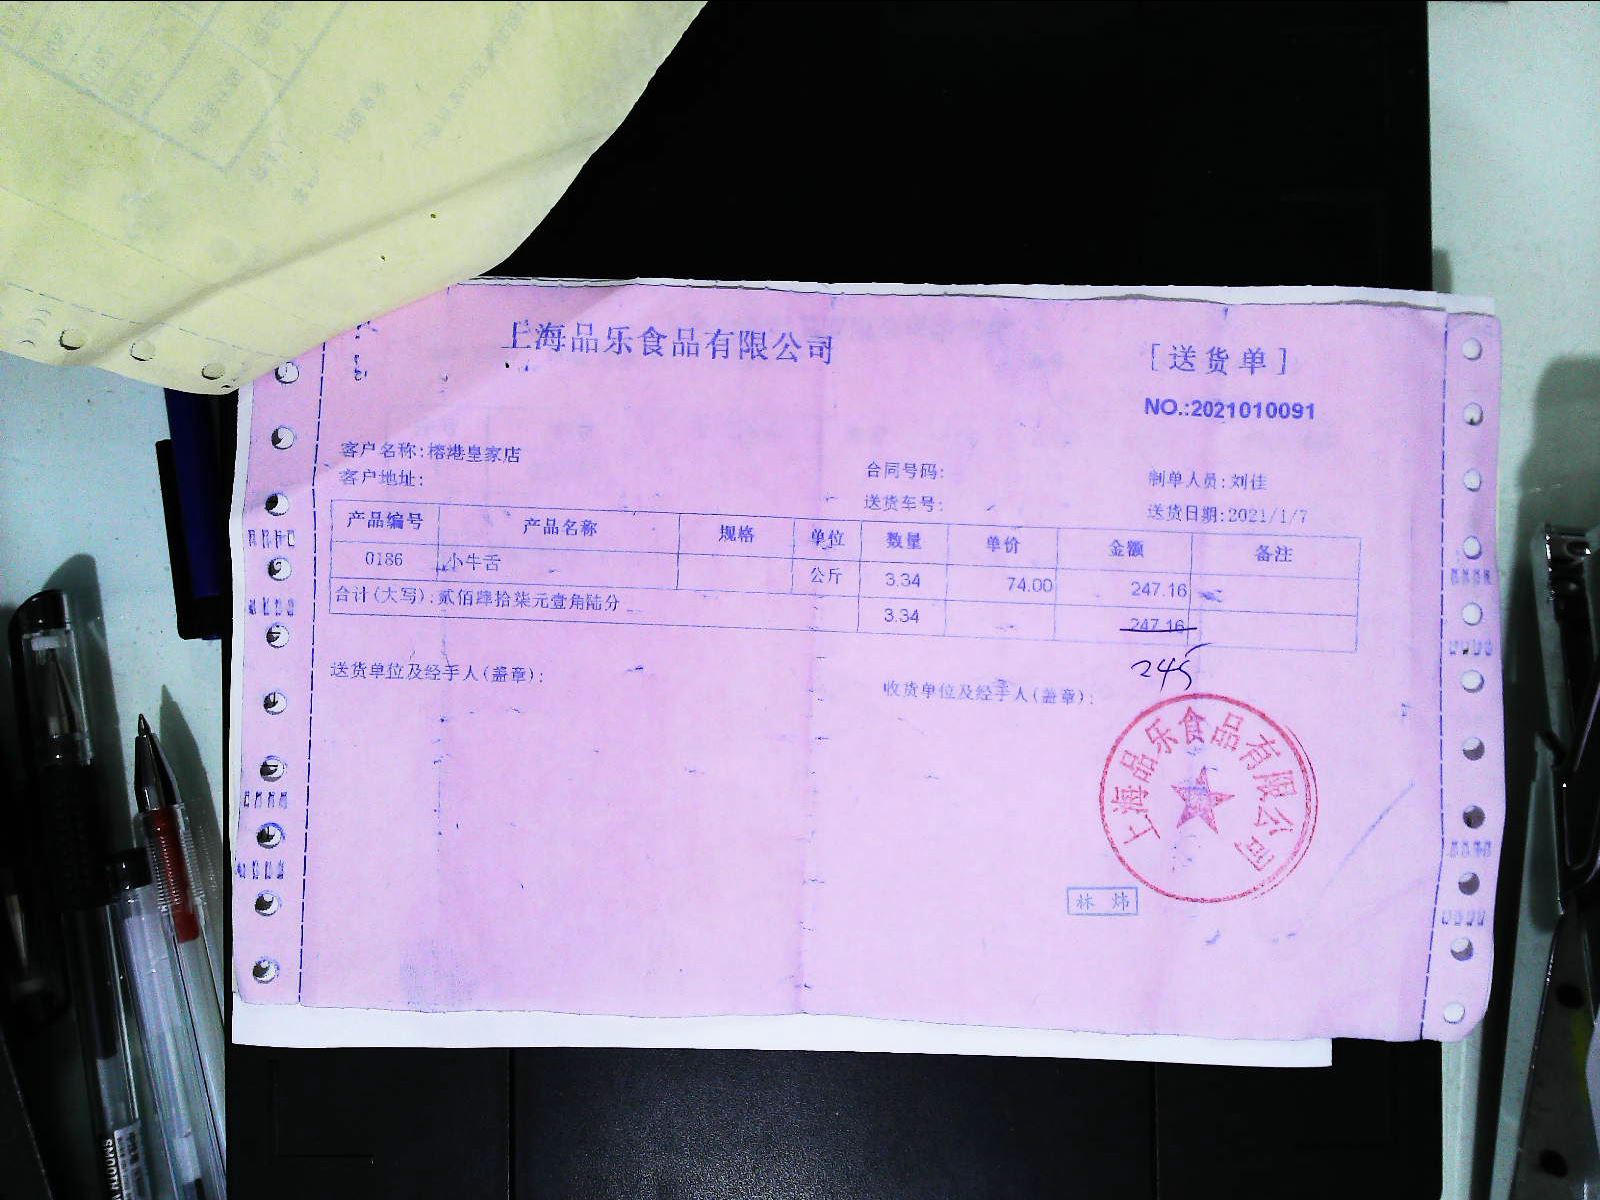 上海品乐食品有限公司
[送货单]
NO.:2021010091
客户名称:榕港皇家店
客户地址:
合同号码:
送货车号:
制单人员:刘佳
送货日期:2021/1/7
产品编号 产品名称 规格 单位 数量 单价 金额 备注
0186 小牛舌 公斤 3.34 74.00 247.16
合计(大写):贰佰肆拾柒元壹角陆分 3.34 247.16
245
送货单位及经手人(盖章):
收货单位及经手人(盖章):
上海品乐食品有限公司
林 炜